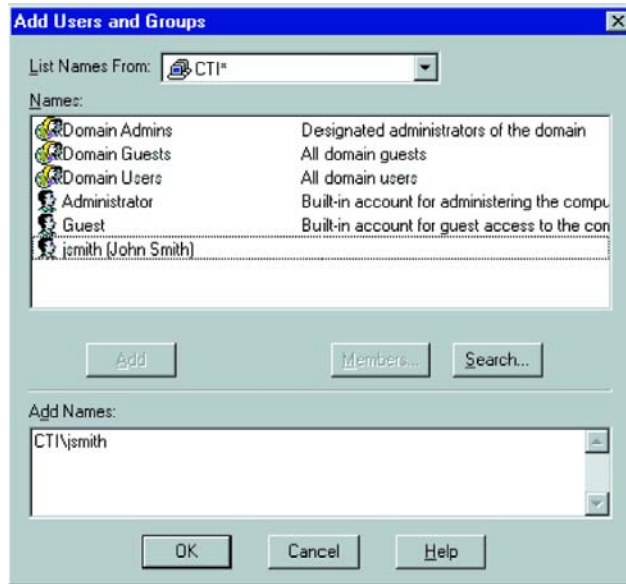 Add Users and Groups
List Names From: CTI*
Names:
Domain Admins Designated administrators of the domain
Domain Guests All domain guests
Domain Users All domain users
Administrator Built-in account for administering the compu
Guest Built-in account for guest access to the con
jsmith (John Smith)
Add Members... Search...
Add Names:
CTI\jsmith
OK Cancel Help